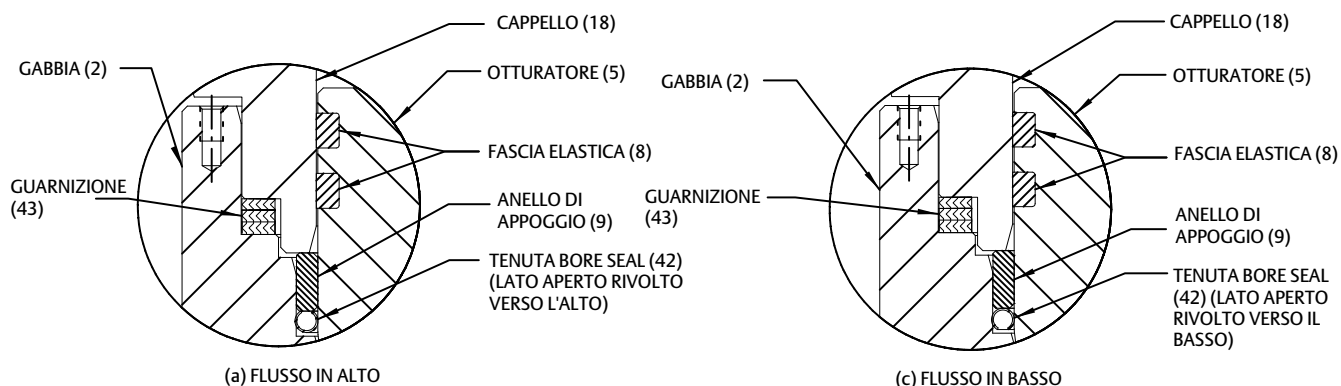 CAPPELLO (18)
GABBIA (2)
OTTURATORE (5)
FASCIA ELASTICA (8)
GUARNIZIONE
(43)
ANELLO DI
APPOGGIO (9)
TENUTA BORE SEAL (42)
(LATO APERTO RIVOLTO
VERSO L'ALTO)
(a) FLUSSO IN ALTO
CAPPELLO (18)
GABBIA (2)
OTTURATORE (5)
FASCIA ELASTICA (8)
GUARNIZIONE
(43)
ANELLO DI
APPOGGIO (9)
TENUTA BORE SEAL
(42) (LATO APERTO
RIVOLTO VERSO IL
BASSO)
(c) FLUSSO IN BASSO